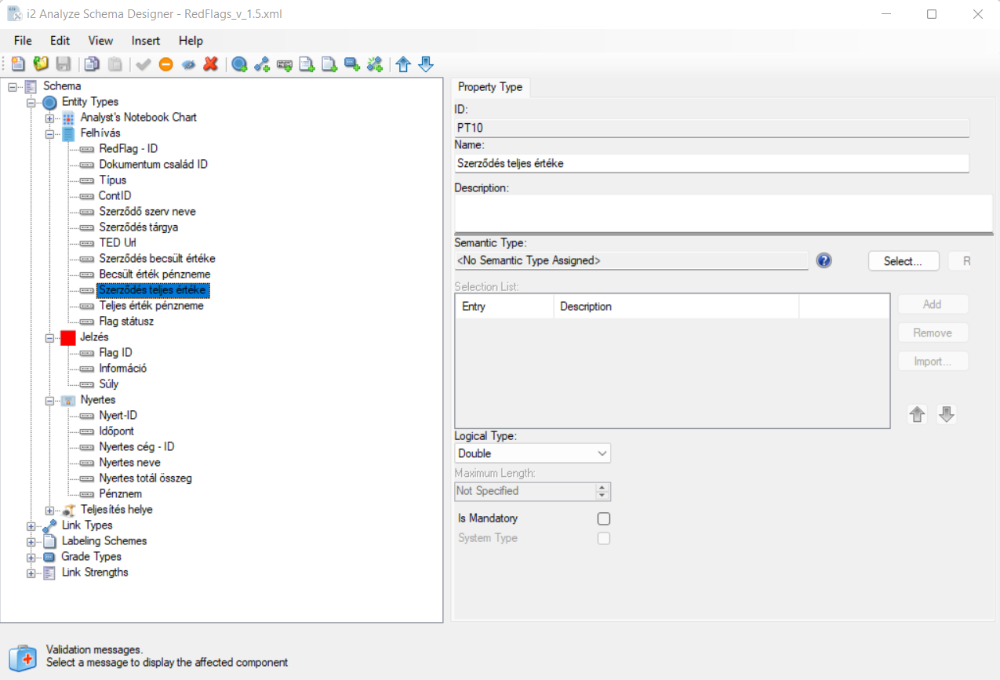 i2 Analyze Schema Designer - RedFlags_v_1.5.xml
File Edit View Insert Help
Schema
Entity Types
Analyst's Notebook Chart
Felhívás
RedFlag - ID
Dokumentum család ID
Típus
ContID
Szerződő szerv neve
Szerződés tárgya
TED Url
Szerződés becsült értéke
Becsült érték pénzneme
Szerződés teljes értéke
Teljes érték pénzneme
Flag státusz
Jelzés
Flag ID
Információ
Súly
Nyertes
Nyert-ID
Időpont
Nyertes cég - ID
Nyertes neve
Nyertes totál összeg
Pénznem
Teljesítés helye
Link Types
Labeling Schemes
Grade Types
Link Strengths
Property Type
ID:
PT10
Name:
Szerződés teljes értéke
Description:
Semantic Type:
<No Semantic Type Assigned> Select... R
Selection List:
Entry Description
Add
Remove
Import...
Logical Type:
Double
Maximum Length:
Not Specified
Is Mandatory
System Type
Validation messages.
Select a message to display the affected component